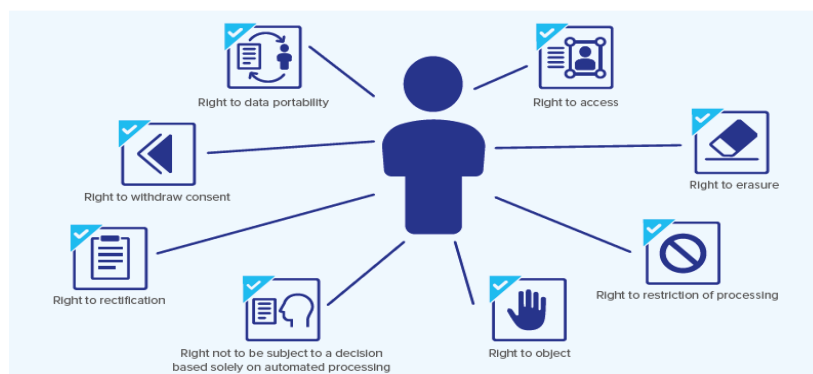 Right to data portability
Right to access
Right to withdraw consent
Right to erasure
Right to rectification
Right to restriction of processing
Right not to be subject to a decision
based solely on automated processing
Right to object